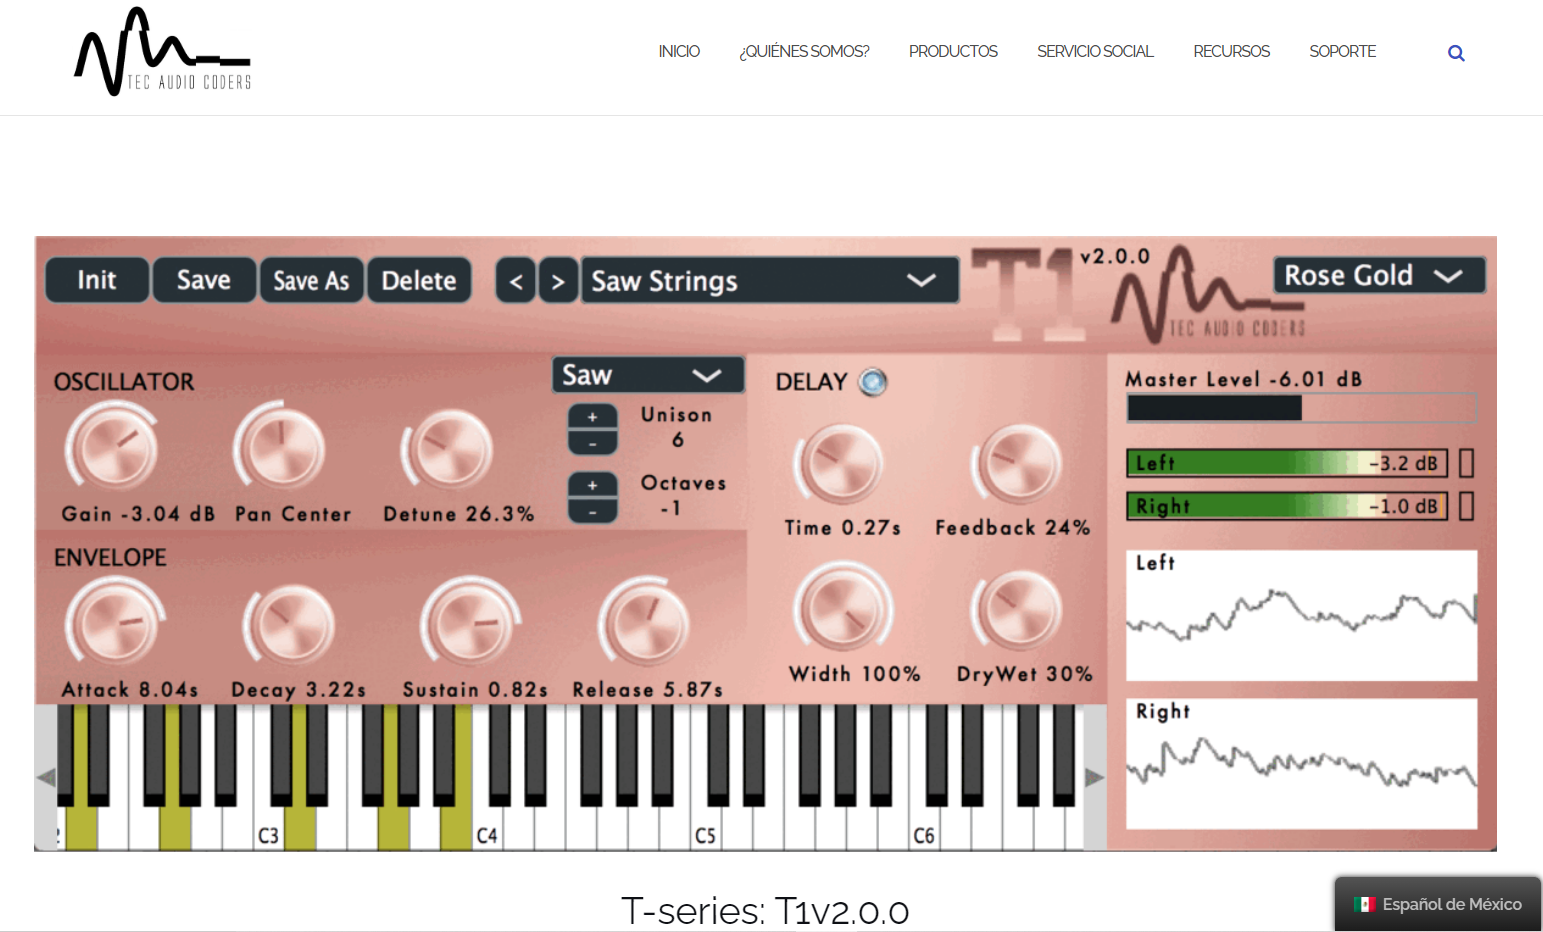 TEC AUDIO CODERS
INICIO ¿QUIÉNES SOMOS? PRODUCTOS SERVICIO SOCIAL RECURSOS SOPORTE
Init Save Save As Delete < > Saw Strings T1 v2.0.0 Rose Gold
TEC AUDIO CODERS
OSCILLATOR Saw
+ Unison
- 6
+ Octaves
- -1
Gain -3.04 dB Pan Center Detune 26.3%
ENVELOPE
Attack 8.04s Decay 3.22s Sustain 0.82s Release 5.87s
DELAY
Time 0.27s Feedback 24%
Width 100% DryWet 30%
Master Level -6.01 dB
Left -3.2 dB
Right -1.0 dB
Left
Right
C3 C4 C5 C6
T-series: T1v2.0.0
Español de México